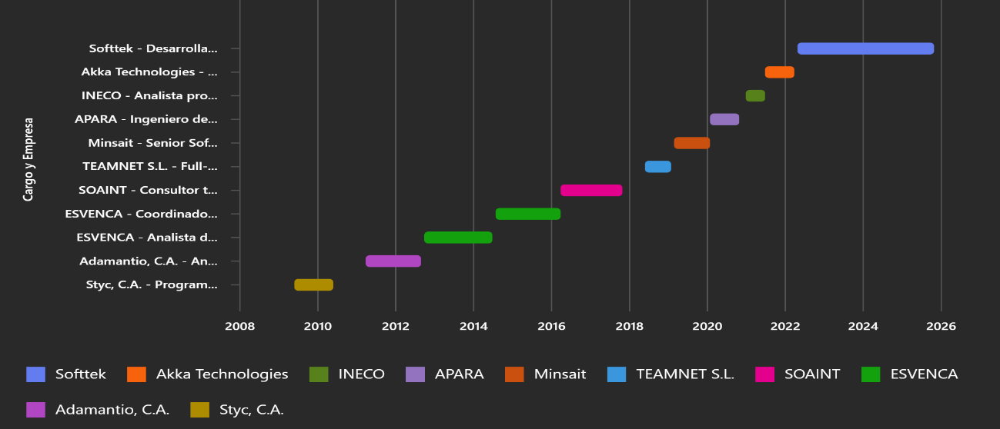 Cargo y Empresa
Softtek - Desarrolla...
Akka Technologies - ...
INECO - Analista pro...
APARA - Ingeniero de...
Minsait - Senior Sof...
TEAMNET S.L. - Full-...
SOAINT - Consultor t...
ESVENCA - Coordinado...
ESVENCA - Analista d...
Adamantio, C.A. - An...
Styc, C.A. - Program...
2008 2010 2012 2014 2016 2018 2020 2022 2024 2026
Softtek Akka Technologies INECO APARA Minsait TEAMNET S.L. SOAINT ESVENCA
Adamantio, C.A. Styc, C.A.